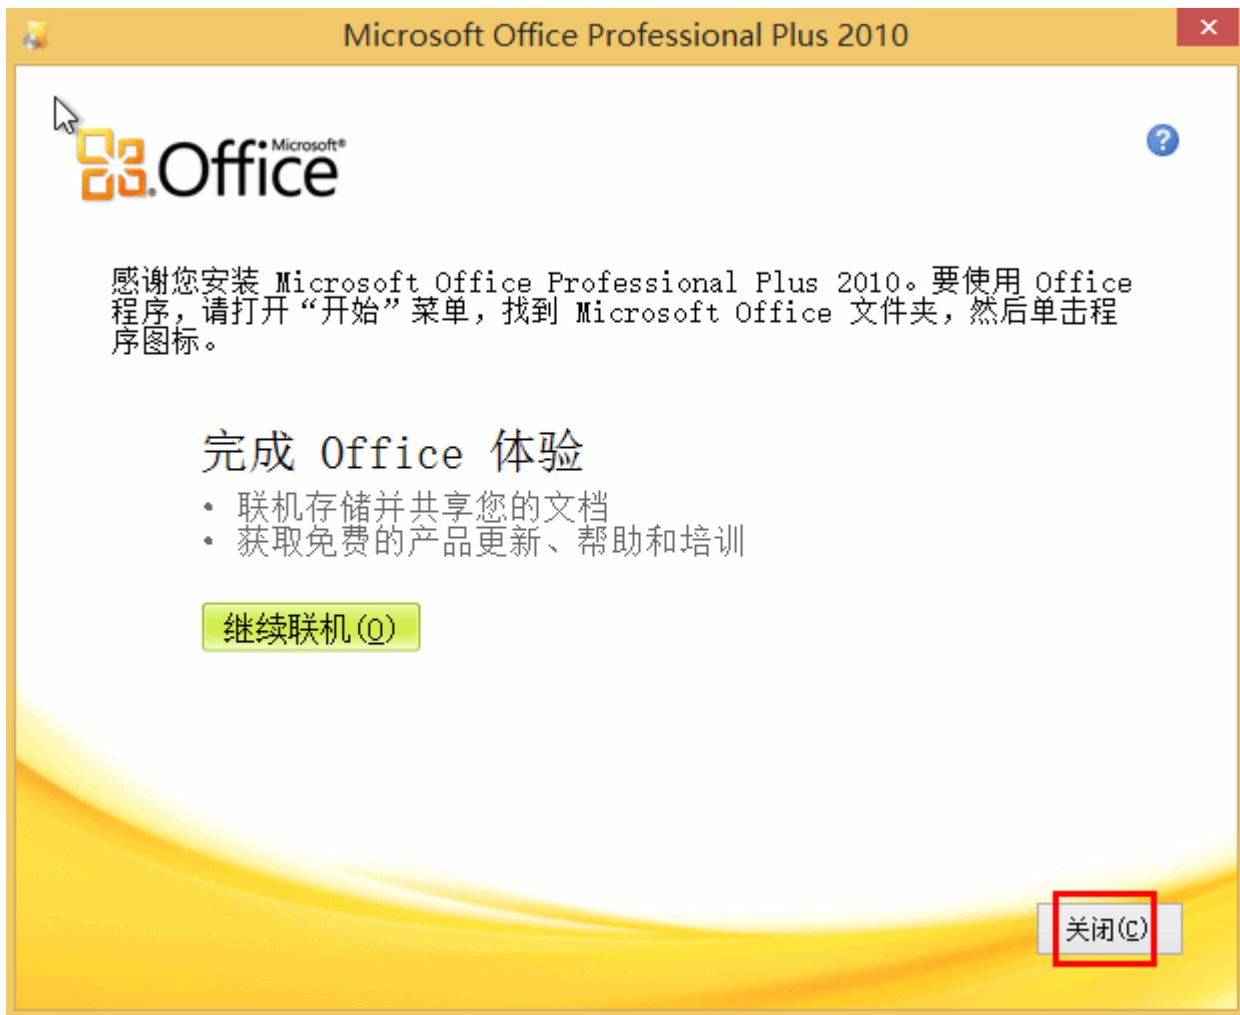 Microsoft Office Professional Plus 2010
Microsoft®
Office
感谢您安装 Microsoft Office Professional Plus 2010。要使用 Office
程序，请打开“开始”菜单，找到 Microsoft Office 文件夹，然后单击程
序图标。
完成 Office 体验
• 联机存储并共享您的文档
• 获取免费的产品更新、帮助和培训
继续联机(O)
关闭(C)